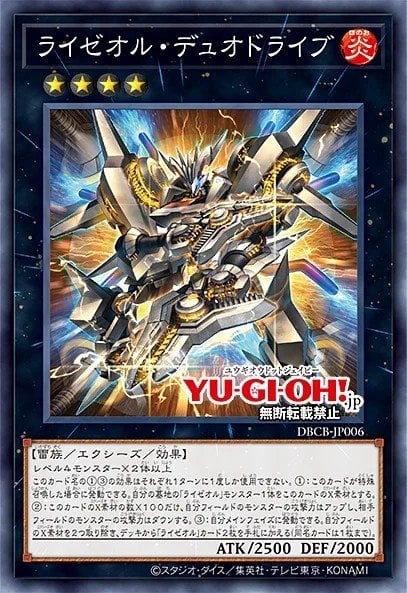 ライゼオル・デュオドライブ
ほのお
炎
ユウギオウドットジェイピー
YU-GI-OH!.jp
無断転載禁止
DBCB-JP006
【雷族/エクシーズ/効果】
レベル4モンスター×2体以上
このカード名の①③の効果はそれぞれ1ターンに1度しか使用できない。①:このカードが特殊
召喚した場合に発動できる。自分の墓地の「ライゼオル」モンスター1体をこのカードのX素材とする。
②:このカードのX素材の数×100だけ、自分フィールドのモンスターの攻撃力はアップし、相手
フィールドのモンスターの攻撃力はダウンする。③:自分メインフェイズに発動できる。自分フィールド
のX素材を2つ取り除き、デッキから「ライゼオル」カード2枚を手札に加える(同名カードは1枚まで)。
ATK/2500 DEF/2000
©スタジオ・ダイス/集英社・テレビ東京・KONAMI